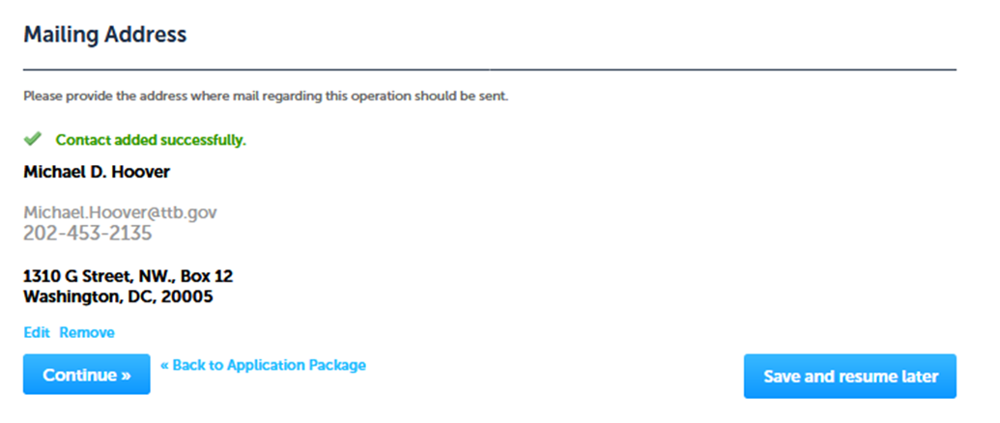 Mailing Address
Please provide the address where mail regarding this operation should be sent.
Contact added successfully.
Michael D. Hoover
Michael.Hoover@ttb.gov
202-453-2135
1310 G Street, NW., Box 12
Washington, DC, 20005
Edit Remove
Continue » « Back to Application Package Save and resume later